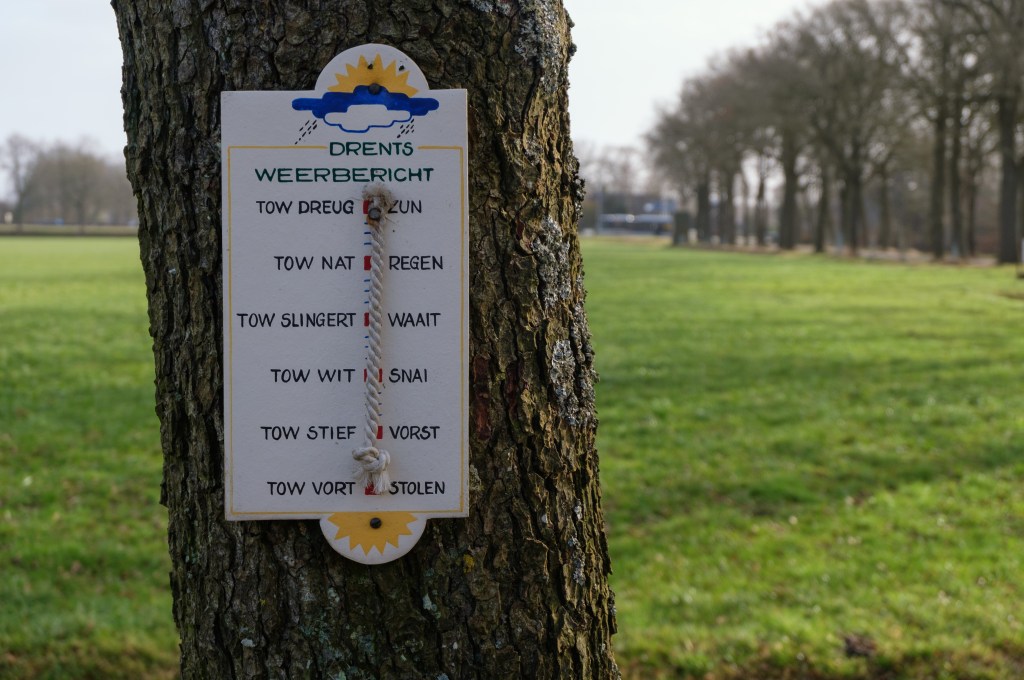 DRENTS
WEERBERICHT
TOW DREUG ZUN
TOW NAT REGEN
TOW SLINGERT WAAIT
TOW WIT SNAI
TOW STIEF VORST
TOW VORT STOLEN